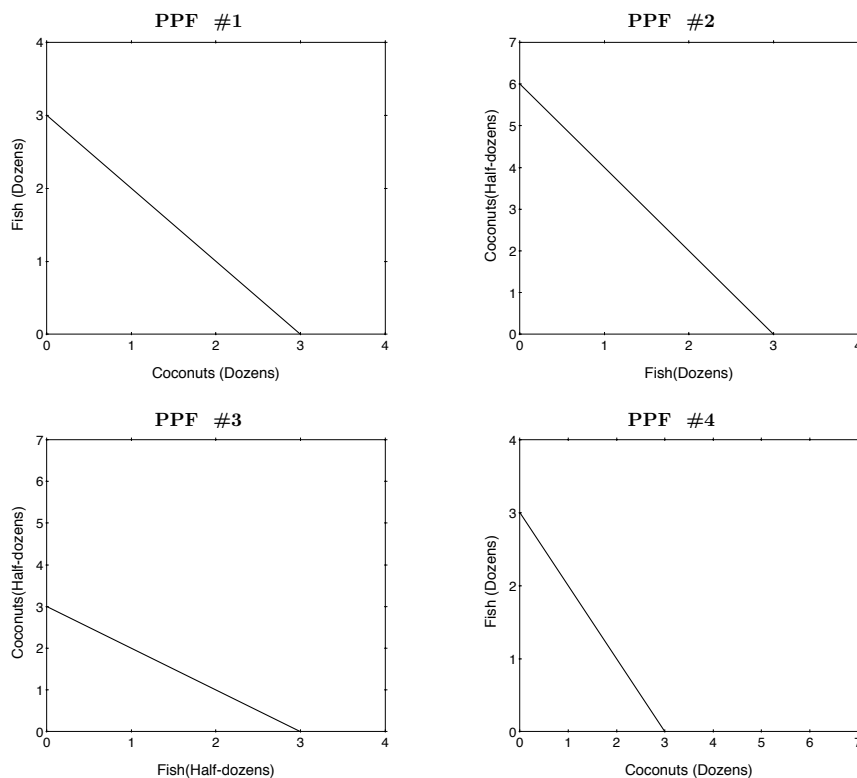 PPF #1
4
3
2
1
0
Fish (Dozens)
0 1 2 3 4
Coconuts (Dozens)
PPF #2
7
6
5
4
3
2
1
0
Coconuts(Half-dozens)
0 1 2 3 4
Fish(Dozens)
PPF #3
7
6
5
4
3
2
1
0
Coconuts(Half-dozens)
0 1 2 3 4
Fish(Half-dozens)
PPF #4
4
3
2
1
0
Fish (Dozens)
0 1 2 3 4 5 6 7
Coconuts (Dozens)